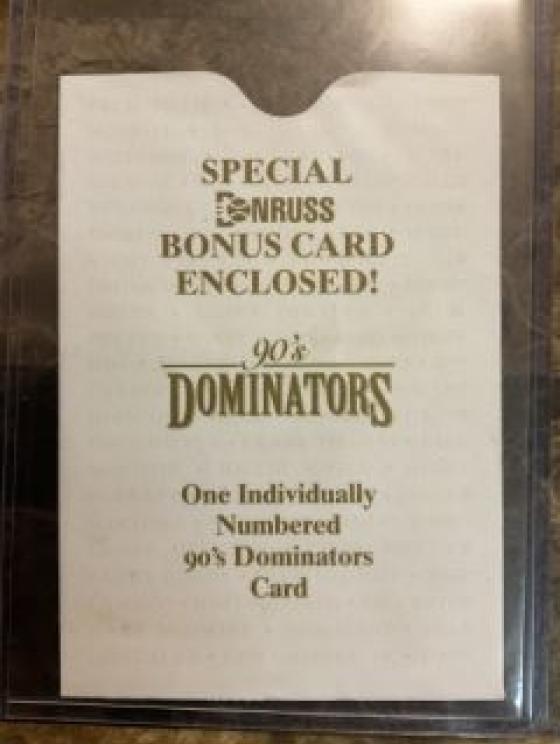 SPECIAL
DONRUSS
BONUS CARD
ENCLOSED!
90's
DOMINATORS
One Individually
Numbered
90's Dominators
Card